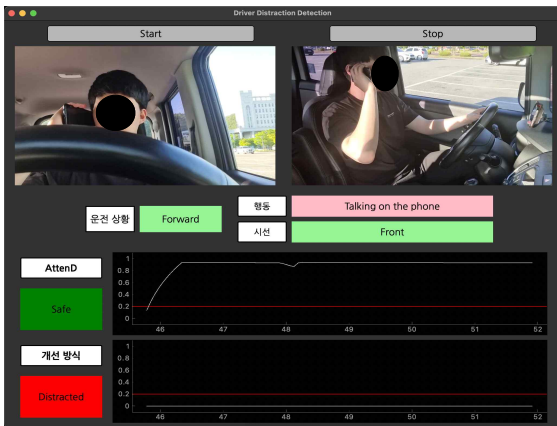 Driver Distraction Detection
Start
Stop
운전 상황
Forward
행동
Talking on the phone
시선
Front
AttenD
Safe
1
0.8
0.6
0.4
0.2
0
46 47 48 49 50 51 52
개선 방식
Distracted
1
0.8
0.6
0.4
0.2
0
46 47 48 49 50 51 52